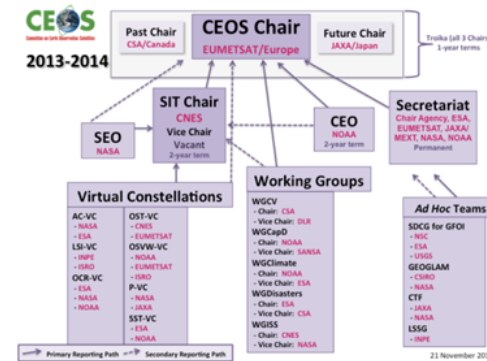 CEOS
Committee on Earth Observation Satellites
2013-2014
Past Chair
CSA/Canada
CEOS Chair
EUMETSAT/Europe
Future Chair
JAXA/Japan
Troika (all 3 Chairs)
1-year terms
SEO
NASA
SIT Chair
CNES
Vice Chair
Vacant
2-year term
CEO
NOAA
2-year term
Secretariat
Chair Agency, ESA,
EUMETSAT, JAXA/
MEXT, NASA, NOAA
Permanent
Virtual Constellations
AC-VC
- NASA
- ESA
LSI-VC
- INPE
- ISRO
OCR-VC
- ESA
- NASA
- NOAA
OST-VC
- CNES
- EUMETSAT
OSVW-VC
- NOAA
- EUMETSAT
- ISRO
P-VC
- NASA
- JAXA
SST-VC
- ESA
- NOAA
Working Groups
WGCV
- Chair: CSA
- Vice Chair: DLR
WGCapD
- Chair: NOAA
- Vice Chair: SANSA
WGClimate
- Chair: NOAA
- Vice Chair: ESA
WGDisasters
- Chair: ESA
- Vice Chair: CSA
WGISS
- Chair: CNES
- Vice Chair: NASA
Ad Hoc Teams
SDCG for GFOI
- NSC
- ESA
- USGS
GEOGLAM
- CSIRO
- NASA
CTF
- JAXA
- NASA
LSSG
- INPE
Primary Reporting Path
Secondary Reporting Path
21 November